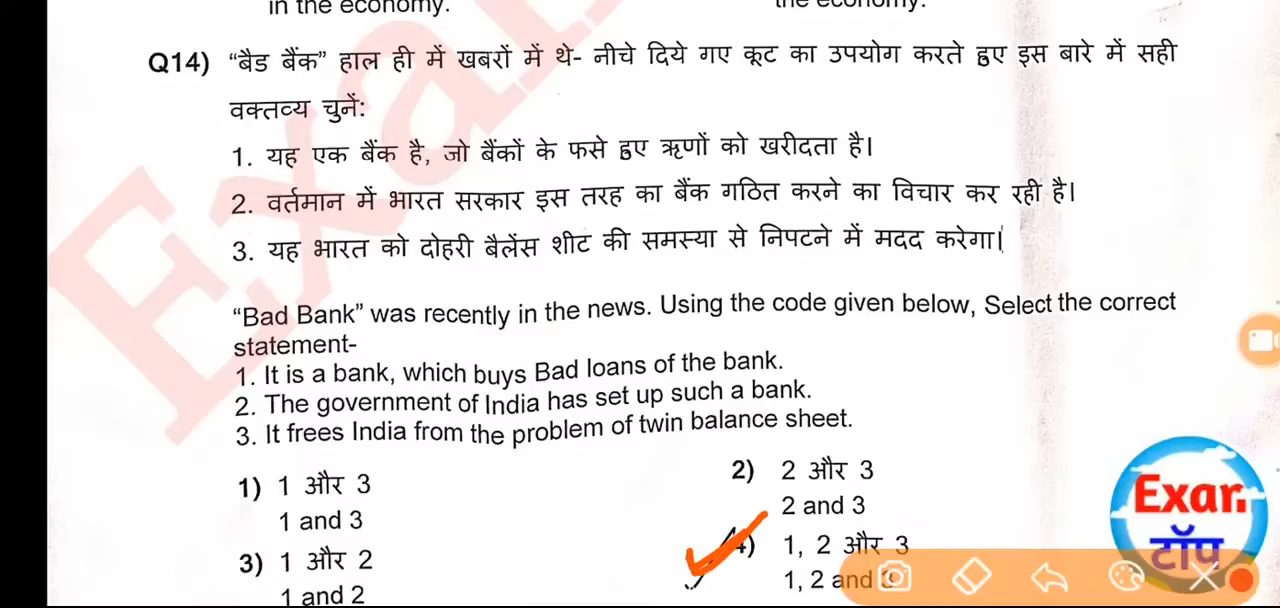 in the economy.
the economy.
Q14) “बैड बैंक” हाल ही में खबरों में थे- नीचे दिये गए कूट का उपयोग करते हुए इस बारे में सही
वक्तव्य चुनें:
1. यह एक बैंक है, जो बैंकों के फसे हुए ऋणों को खरीदता है।
2. वर्तमान में भारत सरकार इस तरह का बैंक गठित करने का विचार कर रही है।
3. यह भारत को दोहरी बैलेंस शीट की समस्या से निपटने में मदद करेगा।
“Bad Bank” was recently in the news. Using the code given below, Select the correct
statement-
1. It is a bank, which buys Bad loans of the bank.
2. The government of India has set up such a bank.
3. It frees India from the problem of twin balance sheet.
1) 1 और 3
1 and 3
2) 2 और 3
2 and 3
3) 1 और 2
1 and 2
4) 1, 2 और 3
1, 2 and 3
Exam
टॉप